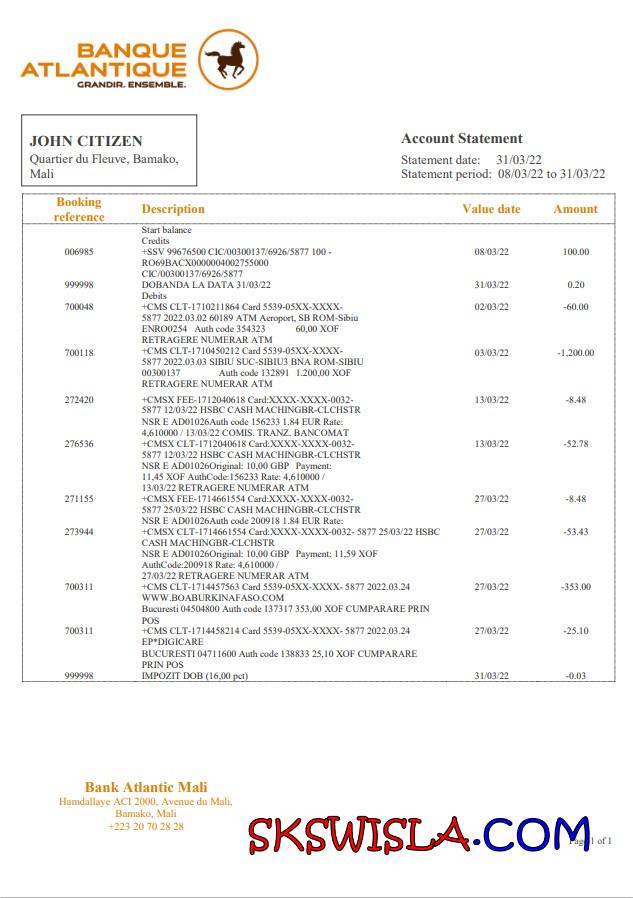 BANQUE
ATLANTIQUE
GRANDIR. ENSEMBLE.
JOHN CITIZEN
Quartier du Fleuve, Bamako,
Mali
Account Statement
Statement date: 31/03/22
Statement period: 08/03/22 to 31/03/22
Booking reference Description Value date Amount
Start balance
Credits
006985 +SSV 99676500 CIC/00300137/6926/5877 100 - 08/03/22 100.00
RO69BACX0000004002755000
CIC/00300137/6926/5877
999998 DOBANDA LA DATA 31/03/22 31/03/22 0.20
Debits
700048 +CMS CLT-1710211864 Card 5539-05XX-XXXX- 02/03/22 -60.00
5877 2022.03.02 60189 ATM Aeroport, SB ROM-Sibiu
ENRO0254 Auth code 354323 60,00 XOF
RETRAGERE NUMERAR ATM
700118 +CMS CLT-1710450212 Card 5539-05XX-XXXX- 03/03/22 -1,200.00
5877 2022.03.03 SIBIU SUC-SIBIU3 BNA ROM-SIBIU
00300137 Auth code 132891 1.200,00 XOF
RETRAGERE NUMERAR ATM
272420 +CMSX FEE-1712040618 Card:XXXX-XXXX-0032- 13/03/22 -8.48
5877 12/03/22 HSBC CASH MACHINGBR-CLCHSTR
NSR E AD01026Auth code 156233 1.84 EUR Rate:
4,610000 / 13/03/22 COMIS. TRANZ. BANCOMAT
276536 +CMSX CLT-1712040618 Card:XXXX-XXXX-0032- 13/03/22 -52.78
5877 12/03/22 HSBC CASH MACHINGBR-CLCHSTR
NSR E AD01026Original: 10,00 GBP Payment:
11,45 XOF AuthCode:156233 Rate: 4,610000 /
13/03/22 RETRAGERE NUMERAR ATM
271155 +CMSX FEE-1714661554 Card:XXXX-XXXX-0032- 27/03/22 -8.48
5877 25/03/22 HSBC CASH MACHINGBR-CLCHSTR
NSR E AD01026Auth code 200918 1.84 EUR Rate:
273944 +CMSX CLT-1714661554 Card:XXXX-XXXX-0032- 5877 25/03/22 HSBC 27/03/22 -53.43
CASH MACHINGBR-CLCHSTR
NSR E AD01026Original: 10,00 GBP Payment: 11,59 XOF
AuthCode:200918 Rate: 4,610000 /
27/03/22 RETRAGERE NUMERAR ATM
700311 +CMS CLT-1714457563 Card 5539-05XX-XXXX- 5877 2022.03.24 27/03/22 -353.00
WWW.BOABURKINAFASO.COM
Bucuresti 04504800 Auth code 137317 353,00 XOF CUMPARARE PRIN
POS
700311 +CMS CLT-1714458214 Card 5539-05XX-XXXX- 5877 2022.03.24 27/03/22 -25.10
EP*DIGICARE
BUCURESTI 04711600 Auth code 138833 25,10 XOF CUMPARARE
PRIN POS
999998 IMPOZIT DOB (16,00 pct) 31/03/22 -0.03
Bank Atlantic Mali
Hamdallaye ACI 2000, Avenue du Mali,
Bamako, Mali
+223 20 70 28 28
SKSWISLA.COM
Page 1 of 1